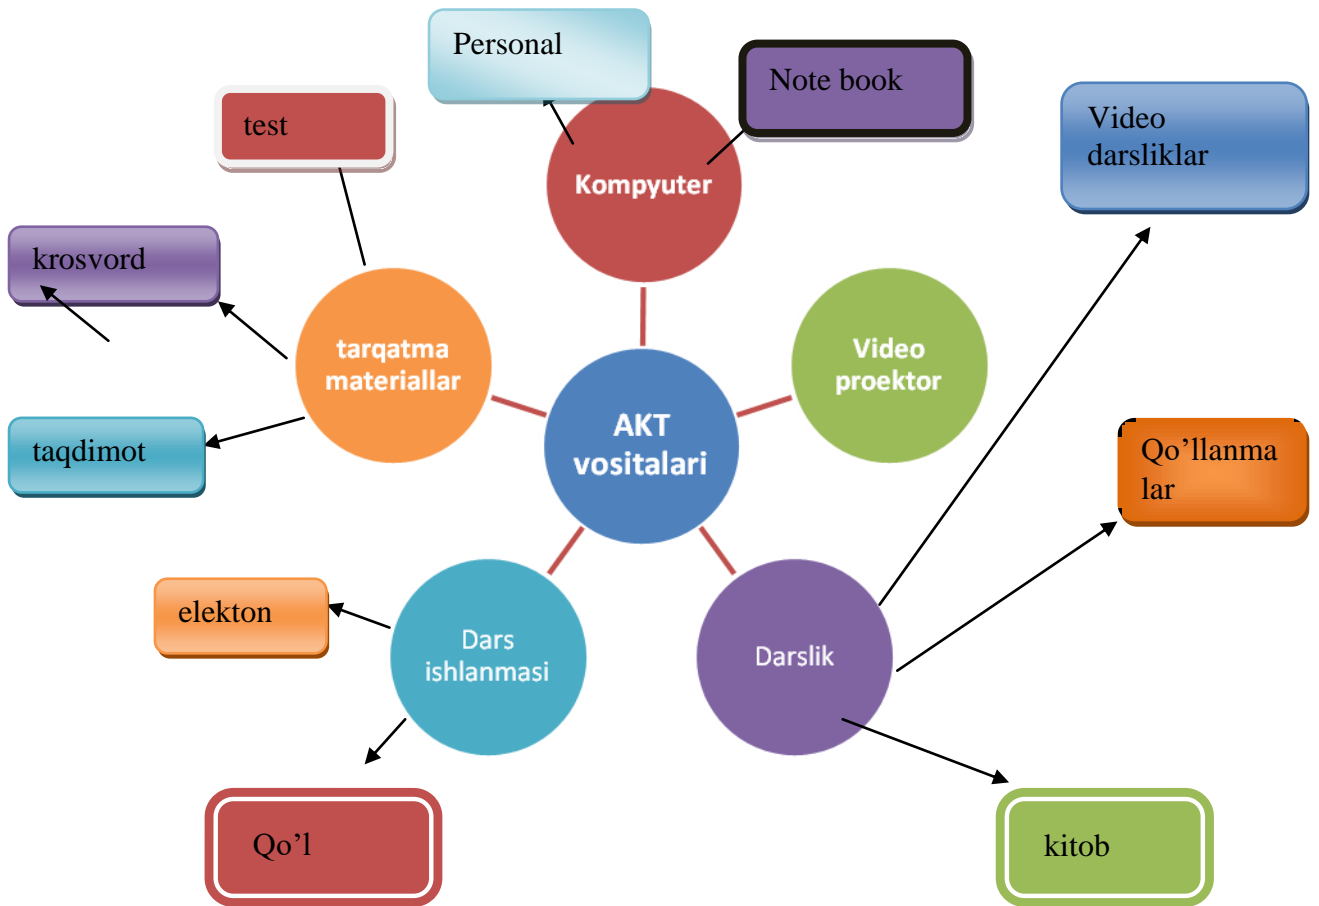 Personal
Note book
Video
darsliklar
test
Kompyuter
krosvord
tarqatma
materiallar
Video
proektor
AKT
vositalari
taqdimot
Qo’llanma
lar
elekton
Dars
ishlanmasi
Darslik
Qo’l
kitob